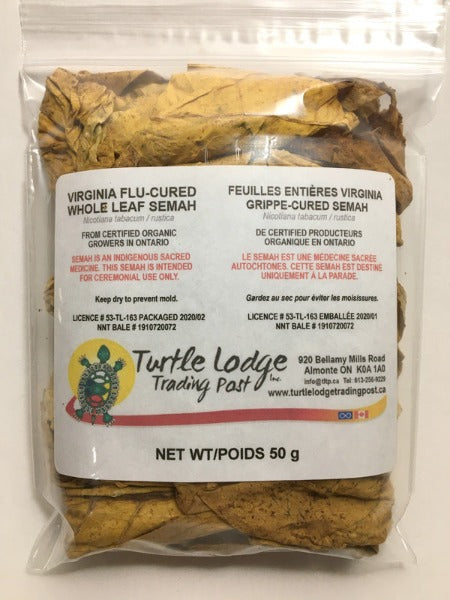 VIRGINIA FLU-CURED
WHOLE LEAF SEMAH
Nicotiana tabacum / rustica
FROM CERTIFIED ORGANIC
GROWERS IN ONTARIO
SEMAH IS AN INDIGENOUS SACRED
MEDICINE. THIS SEMAH IS INTENDED
FOR CEREMONIAL USE ONLY.
Keep dry to prevent mold.
LICENCE # 53-TL-163 PACKAGED 2020/02
NNT BALE # 1910720072
FEUILLES ENTIÈRES VIRGINIA
GRIPPE-CURED SEMAH
Nicotiana tabacum / rustica
DE CERTIFIED PRODUCTEURS
ORGANIQUE EN ONTARIO
LE SEMAH EST UNE MÉDECINE SACRÉE
AUTOCHTONES. CETTE SEMAH EST DESTINÉ
UNIQUEMENT À LA PARADE.
Gardez au sec pour éviter les moisissures.
LICENCE # 53-TL-163 EMBALLÉE 2020/01
NNT BALE # 1910720072
Turtle Lodge
Trading Post Inc.
920 Bellamy Mills Road
Almonte ON K0A 1A0
info@tltp.ca Tel: 613-256-9229
www.turtlelodgetradingpost.ca
NET WT/POIDS 50 g